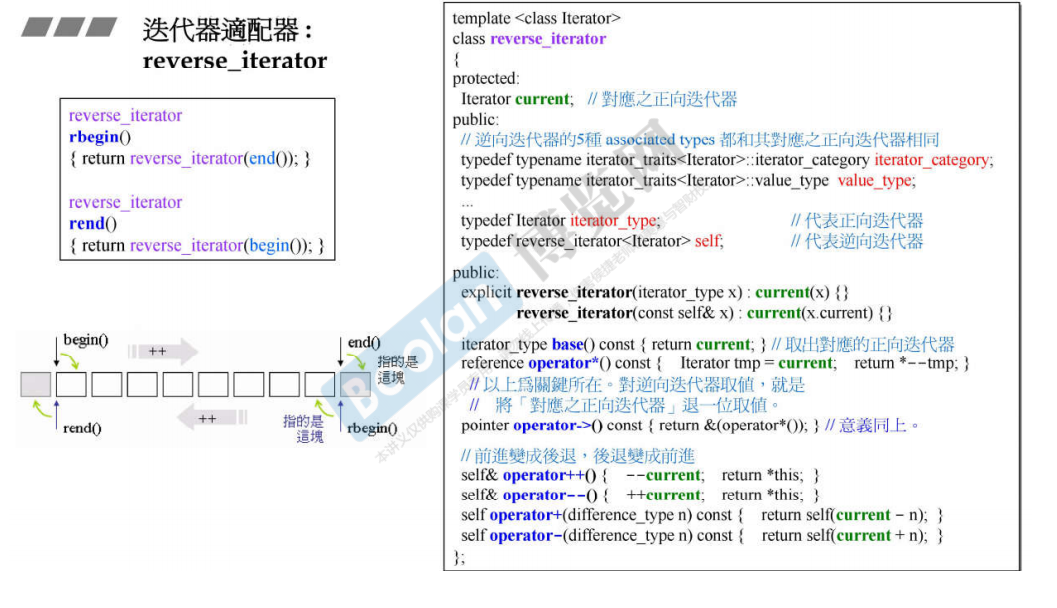 迭代器適配器 :
reverse_iterator
reverse_iterator
rbegin()
{ return reverse_iterator(end()); }
reverse_iterator
rend()
{ return reverse_iterator(begin()); }
begin()
++
end()
指的是
這塊
rend()
++
指的是
這塊
rbegin()
template <class Iterator>
class reverse_iterator
{
protected:
Iterator current; // 對應之正向迭代器
public:
// 逆向迭代器的5種 associated types 都和其對應之正向迭代器相同
typedef typename iterator_traits<Iterator>::iterator_category iterator_category;
typedef typename iterator_traits<Iterator>::value_type value_type;
...
typedef Iterator iterator_type; // 代表正向迭代器
typedef reverse_iterator<Iterator> self; // 代表逆向迭代器
public:
explicit reverse_iterator(iterator_type x) : current(x) {}
reverse_iterator(const self& x) : current(x.current) {}
iterator_type base() const { return current; } // 取出對應的正向迭代器
reference operator*() const { Iterator tmp = current; return *--tmp; }
// 以上爲關鍵所在。對逆向迭代器取值，就是
// 將「對應之正向迭代器」退一位取值。
pointer operator->() const { return &(operator*()); } // 意義同上。
// 前進變成後退，後退變成前進
self& operator++() { --current; return *this; }
self& operator--() { ++current; return *this; }
self operator+(difference_type n) const { return self(current - n); }
self operator-(difference_type n) const { return self(current + n); }
};
Boolan
博览网